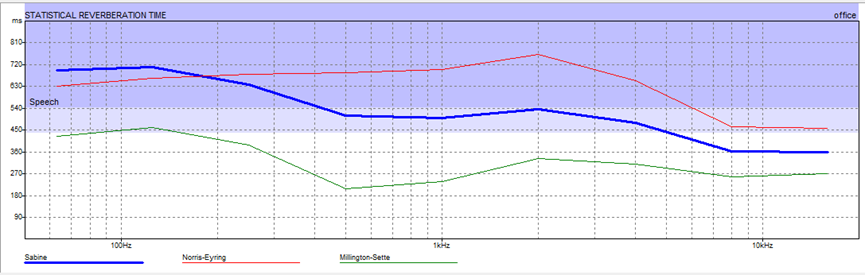 STATISTICAL REVERBERATION TIME office
ms
810
720
630
540
Speech
450
360
270
180
90
100Hz 1kHz 10kHz
Sabine Norris-Eyring Millington-Sette